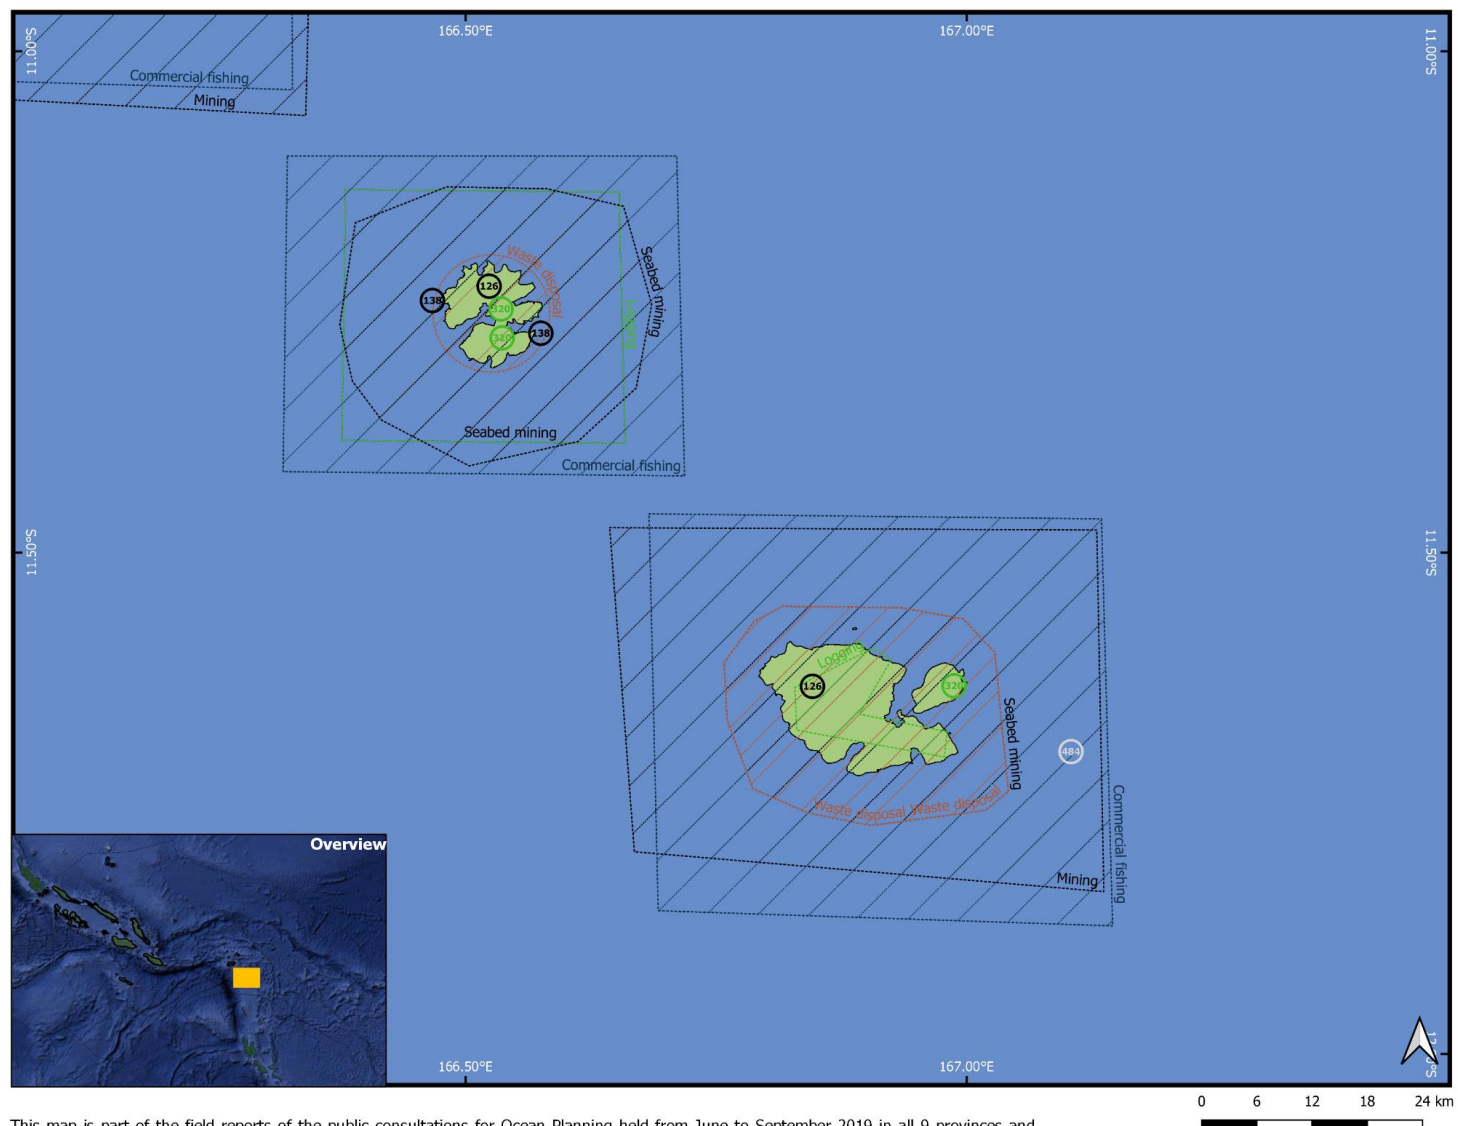 166.50°E
167.00°E
11.00°S
11.00°S
Commercial fishing
Mining
Waste disposal
Seabed mining
126
138
320
Logging
320
138
Seabed mining
Commercial fishing
11.50°S
11.50°S
Logging
126
320
Seabed mining
484
Waste disposal Waste disposal
Commercial fishing
Mining
Overview
166.50°E
167.00°E
0 6 12 18 24 km
This map is part of the field reports of the public consultations for Ocean Planning held from June to September 2019 in all 9 provinces and